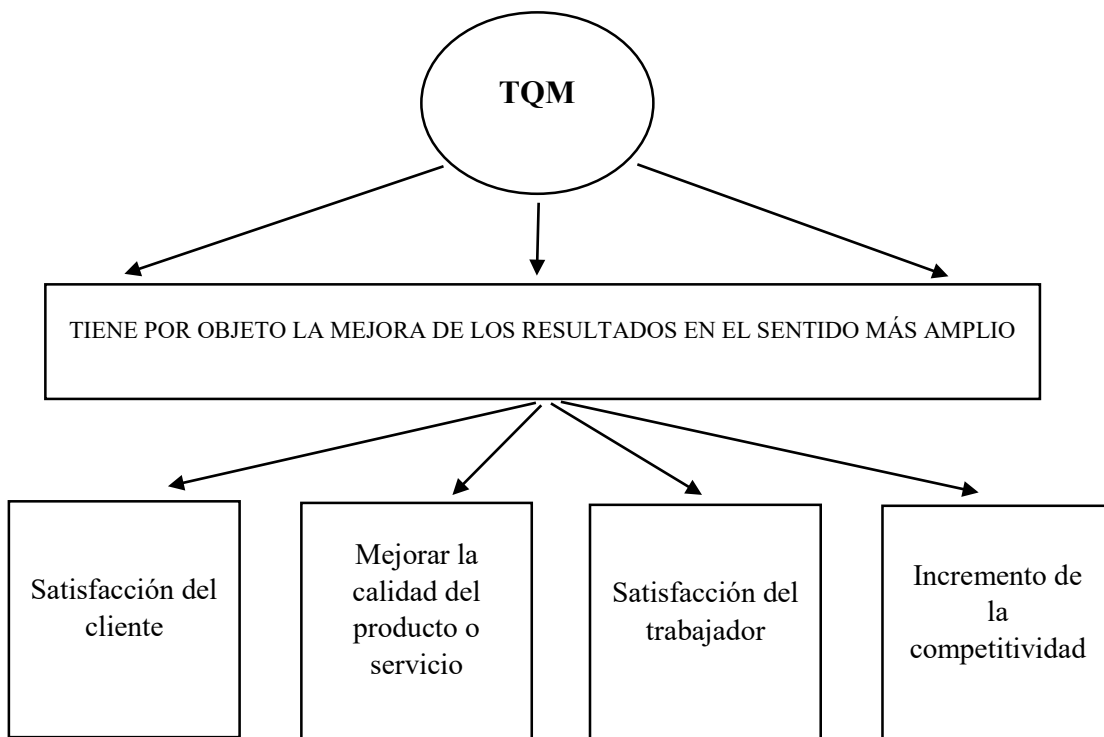 TQM
TIENE POR OBJETO LA MEJORA DE LOS RESULTADOS EN EL SENTIDO MÁS AMPLIO
Satisfacción del
cliente
Mejorar la
calidad del
producto o
servicio
Satisfacción del
trabajador
Incremento de
la
competitividad